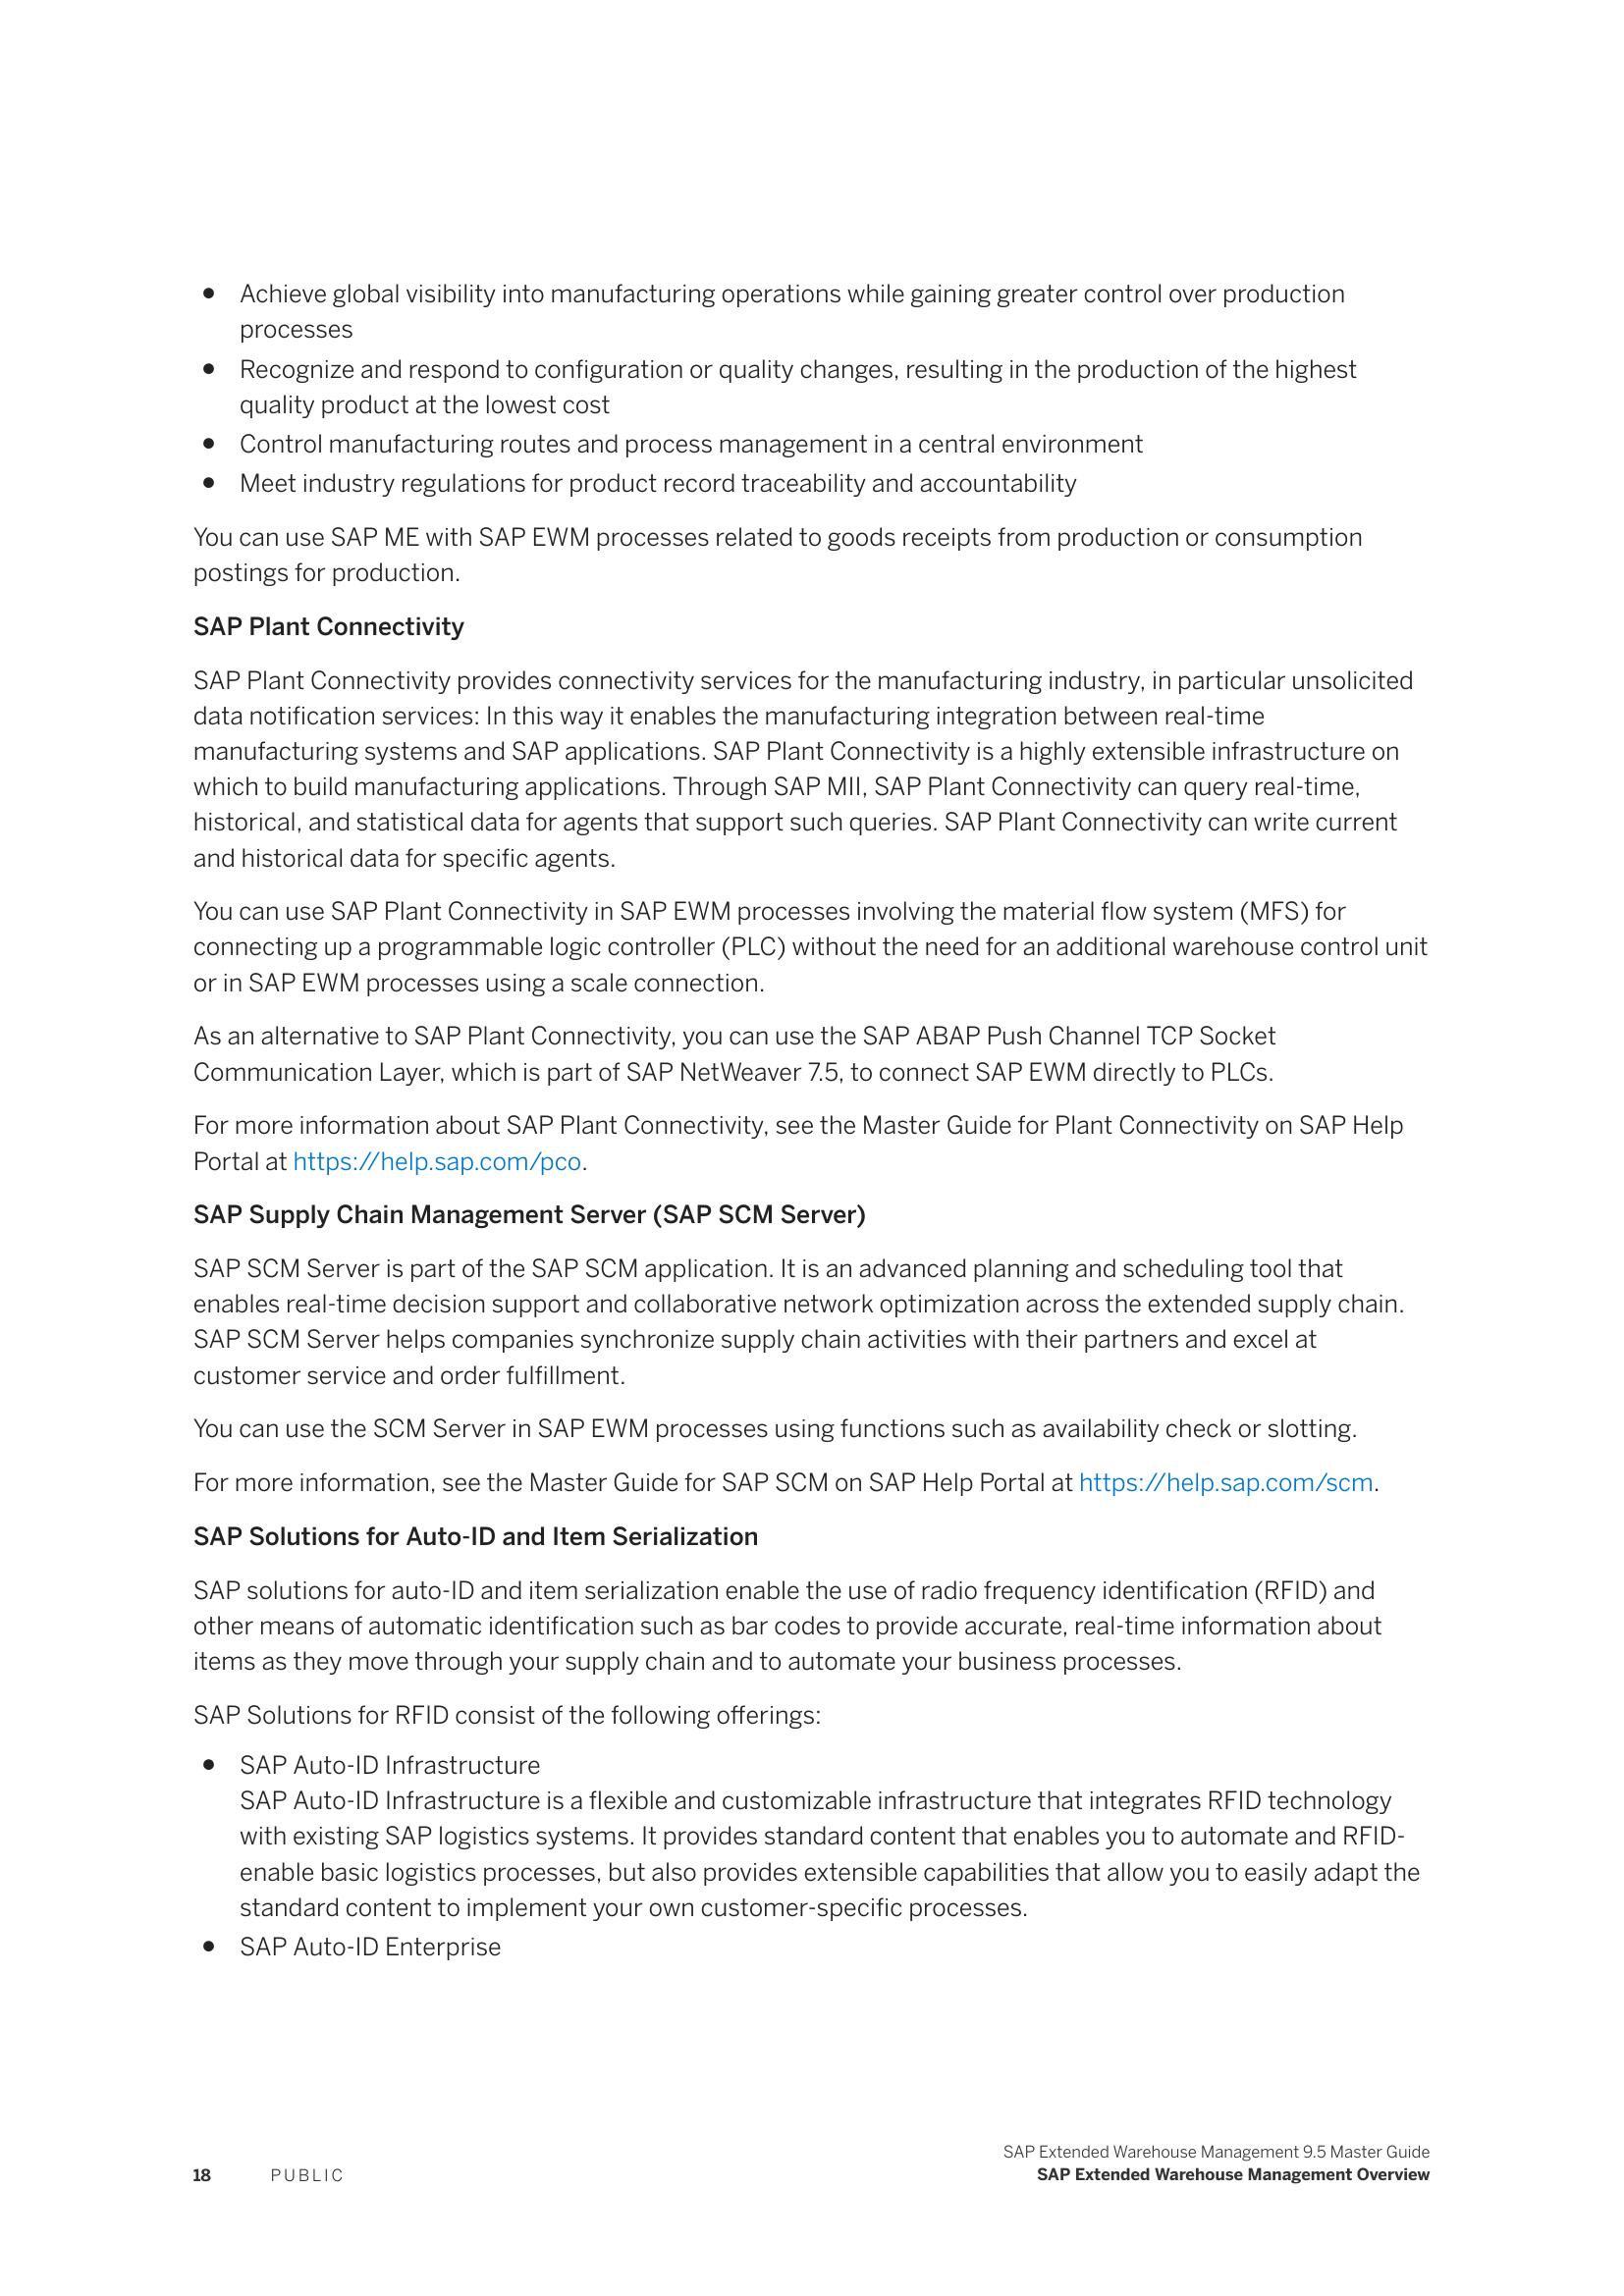 ● Achieve global visibility into manufacturing operations while gaining greater control over production
processes
● Recognize and respond to configuration or quality changes, resulting in the production of the highest
quality product at the lowest cost
● Control manufacturing routes and process management in a central environment
● Meet industry regulations for product record traceability and accountability
You can use SAP ME with SAP EWM processes related to goods receipts from production or consumption
postings for production.
SAP Plant Connectivity
SAP Plant Connectivity provides connectivity services for the manufacturing industry, in particular unsolicited
data notification services: In this way it enables the manufacturing integration between real-time
manufacturing systems and SAP applications. SAP Plant Connectivity is a highly extensible infrastructure on
which to build manufacturing applications. Through SAP MII, SAP Plant Connectivity can query real-time,
historical, and statistical data for agents that support such queries. SAP Plant Connectivity can write current
and historical data for specific agents.
You can use SAP Plant Connectivity in SAP EWM processes involving the material flow system (MFS) for
connecting up a programmable logic controller (PLC) without the need for an additional warehouse control unit
or in SAP EWM processes using a scale connection.
As an alternative to SAP Plant Connectivity, you can use the SAP ABAP Push Channel TCP Socket
Communication Layer, which is part of SAP NetWeaver 7.5, to connect SAP EWM directly to PLCs.
For more information about SAP Plant Connectivity, see the Master Guide for Plant Connectivity on SAP Help
Portal at https://help.sap.com/pco.
SAP Supply Chain Management Server (SAP SCM Server)
SAP SCM Server is part of the SAP SCM application. It is an advanced planning and scheduling tool that
enables real-time decision support and collaborative network optimization across the extended supply chain.
SAP SCM Server helps companies synchronize supply chain activities with their partners and excel at
customer service and order fulfillment.
You can use the SCM Server in SAP EWM processes using functions such as availability check or slotting.
For more information, see the Master Guide for SAP SCM on SAP Help Portal at https://help.sap.com/scm.
SAP Solutions for Auto-ID and Item Serialization
SAP solutions for auto-ID and item serialization enable the use of radio frequency identification (RFID) and
other means of automatic identification such as bar codes to provide accurate, real-time information about
items as they move through your supply chain and to automate your business processes.
SAP Solutions for RFID consist of the following offerings:
● SAP Auto-ID Infrastructure
SAP Auto-ID Infrastructure is a flexible and customizable infrastructure that integrates RFID technology
with existing SAP logistics systems. It provides standard content that enables you to automate and RFID-
enable basic logistics processes, but also provides extensible capabilities that allow you to easily adapt the
standard content to implement your own customer-specific processes.
● SAP Auto-ID Enterprise
SAP Extended Warehouse Management 9.5 Master Guide
18 PUBLIC SAP Extended Warehouse Management Overview